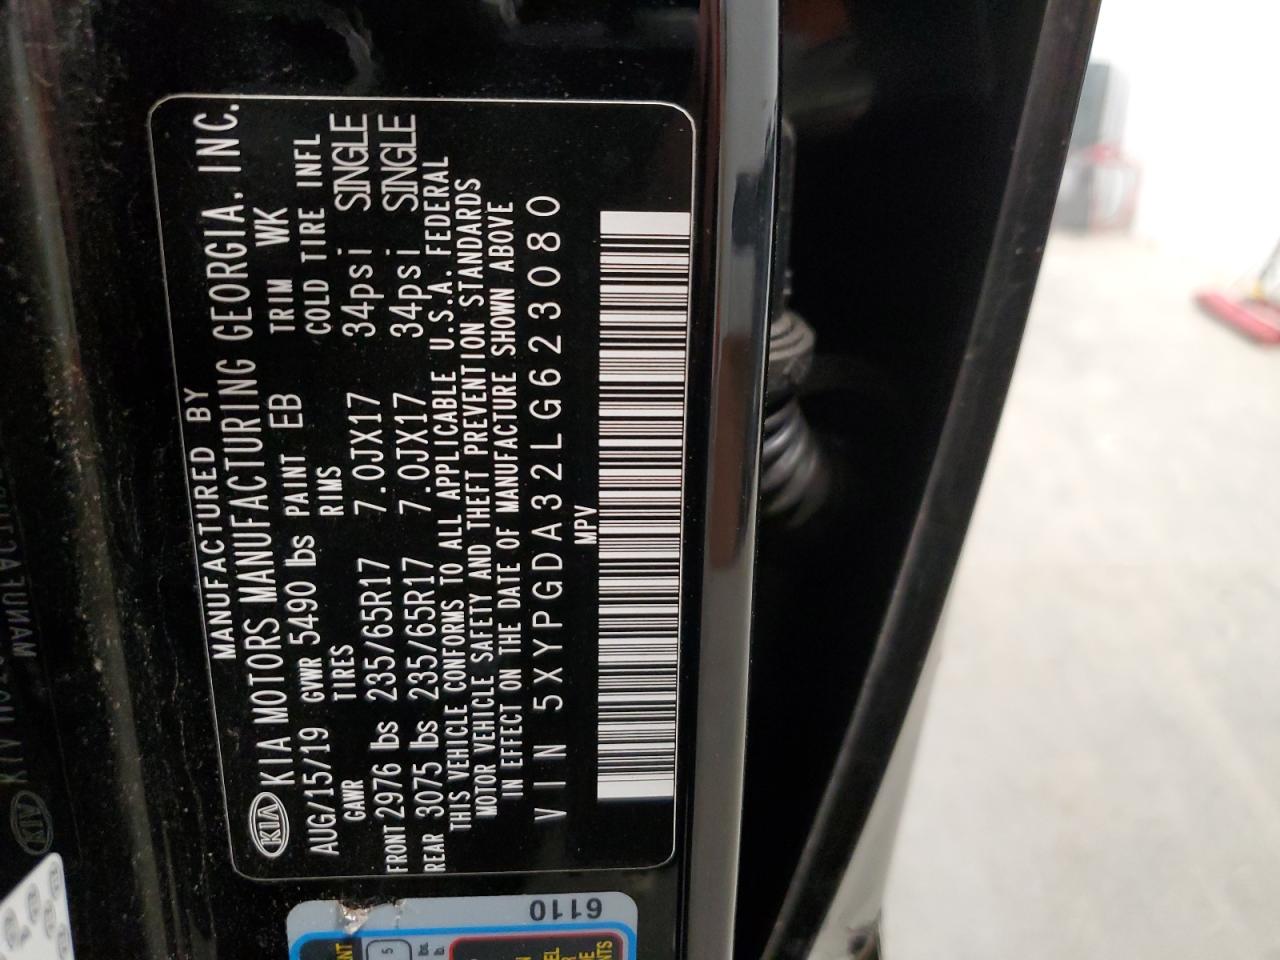 MANUFACTURED BY
KIA KIA MOTORS MANUFACTURING GEORGIA, INC.
AUG/15/19 GVWR 5490 lbs PAINT EB TRIM WK
GAWR TIRES RIMS COLD TIRE INFL
FRONT 2976 lbs 235/65R17 7.0JX17 34psi SINGLE
REAR 3075 lbs 235/65R17 7.0JX17 34psi SINGLE
THIS VEHICLE CONFORMS TO ALL APPLICABLE U.S.A. FEDERAL
MOTOR VEHICLE SAFETY AND THEFT PREVENTION STANDARDS
IN EFFECT ON THE DATE OF MANUFACTURE SHOWN ABOVE
VIN 5XYPGDA32LG623080
MPV
6110
5